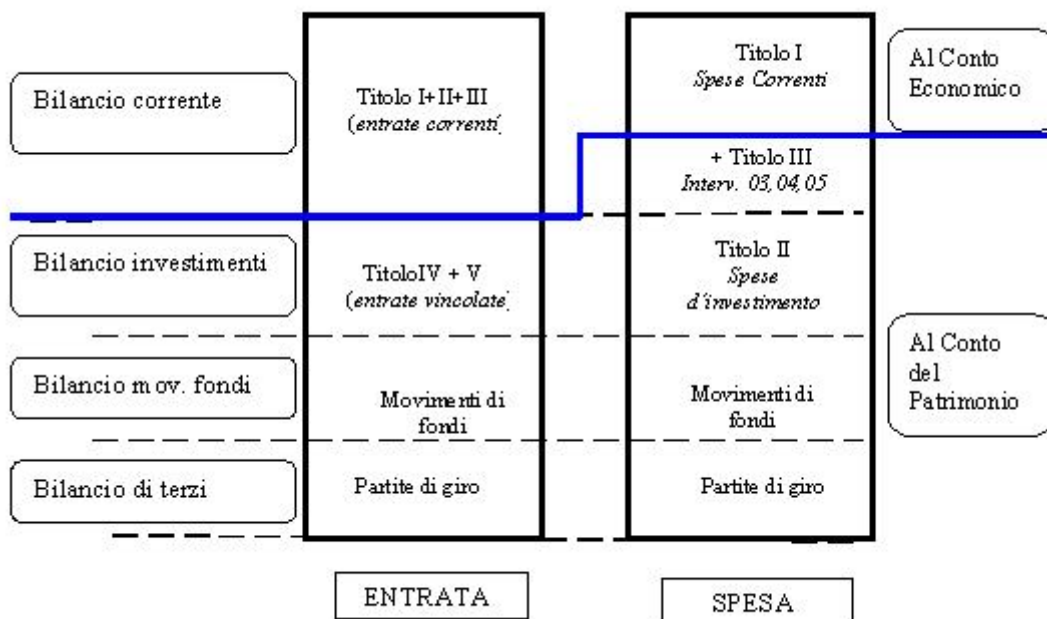 Bilancio corrente
Titolo I+II+III
(entrate correnti)
Titolo I
Spese Correnti
Al Conto
Economico
+ Titolo III
Interv. 03,04,05
Bilancio investimenti
TitoloIV + V
(entrate vincolate)
Titolo II
Spese
d'investimento
Bilancio mov. fondi
Movimenti di
fondi
Movimenti di
fondi
Al Conto
del
Patrimonio
Bilancio di terzi
Partite di giro
Partite di giro
ENTRATA
SPESA